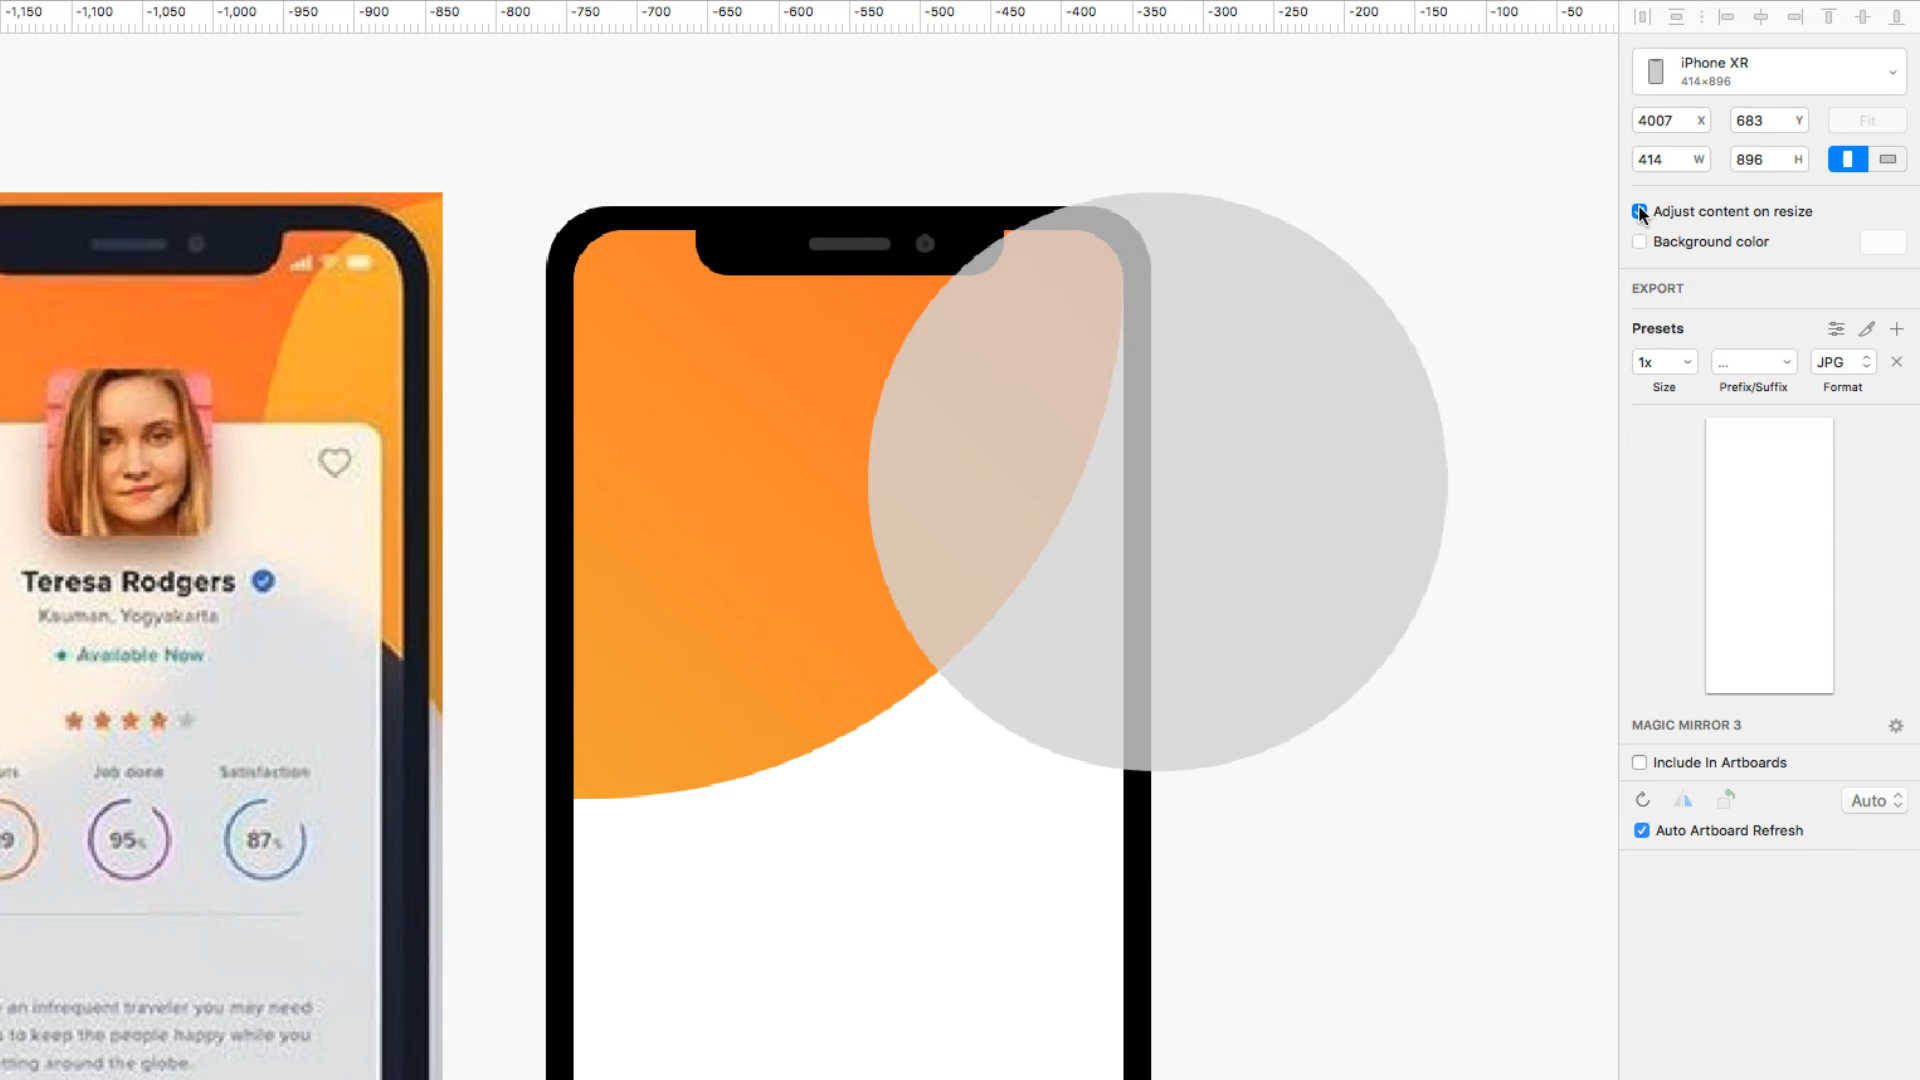 -1,150 -1,100 -1,050 -1,000 -950 -900 -850 -800 -750 -700 -650 -600 -550 -500 -450 -400 -350 -300 -250 -200 -150 -100 -50
iPhone XR
414×896
4007 X 683 Y Fit
414 W 896 H
Adjust content on resize
Background color
EXPORT
Presets
1x ... JPG
Size Prefix/Suffix Format
MAGIC MIRROR 3
Include In Artboards
Auto
Auto Artboard Refresh
Teresa Rodgers
Kauman, Yogyakarta
Available Now
Job done Satisfaction
9 95% 87%
an infrequent traveler you may need
to keep the people happy while you
tting around the globe.